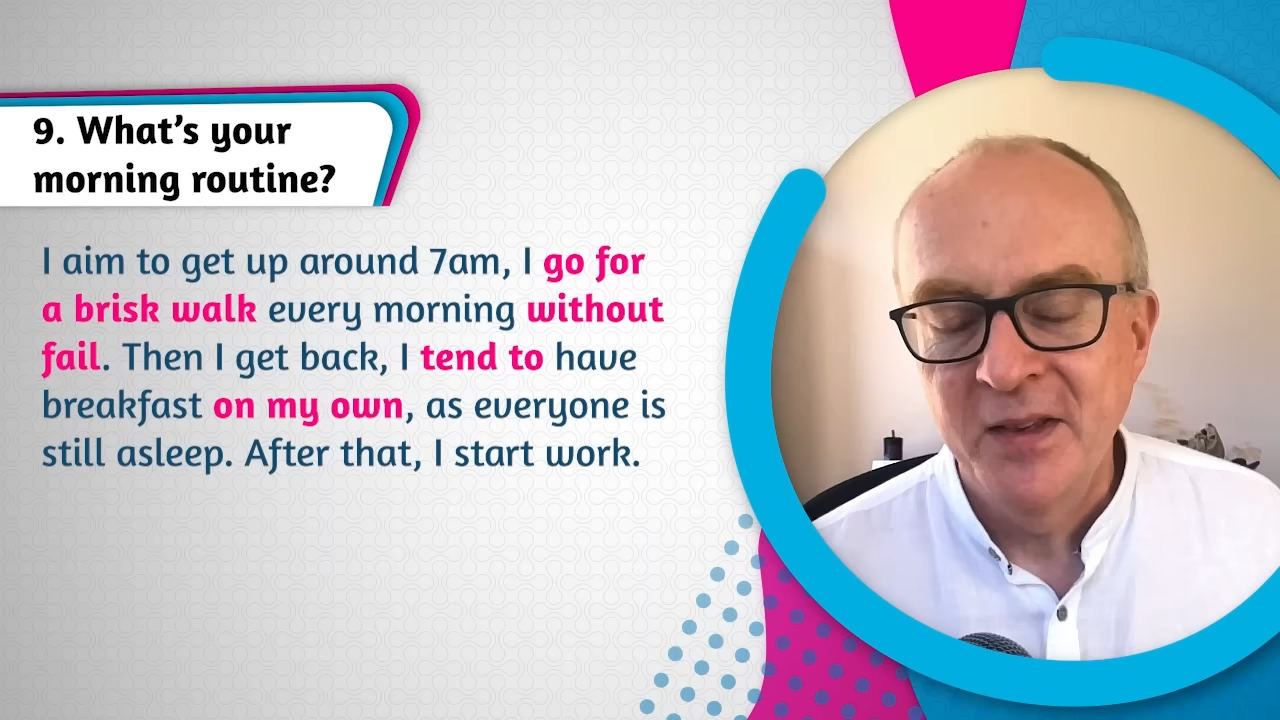 9. What's your
morning routine?
I aim to get up around 7am, I go for
a brisk walk every morning without
fail. Then I get back, I tend to have
breakfast on my own, as everyone is
still asleep. After that, I start work.